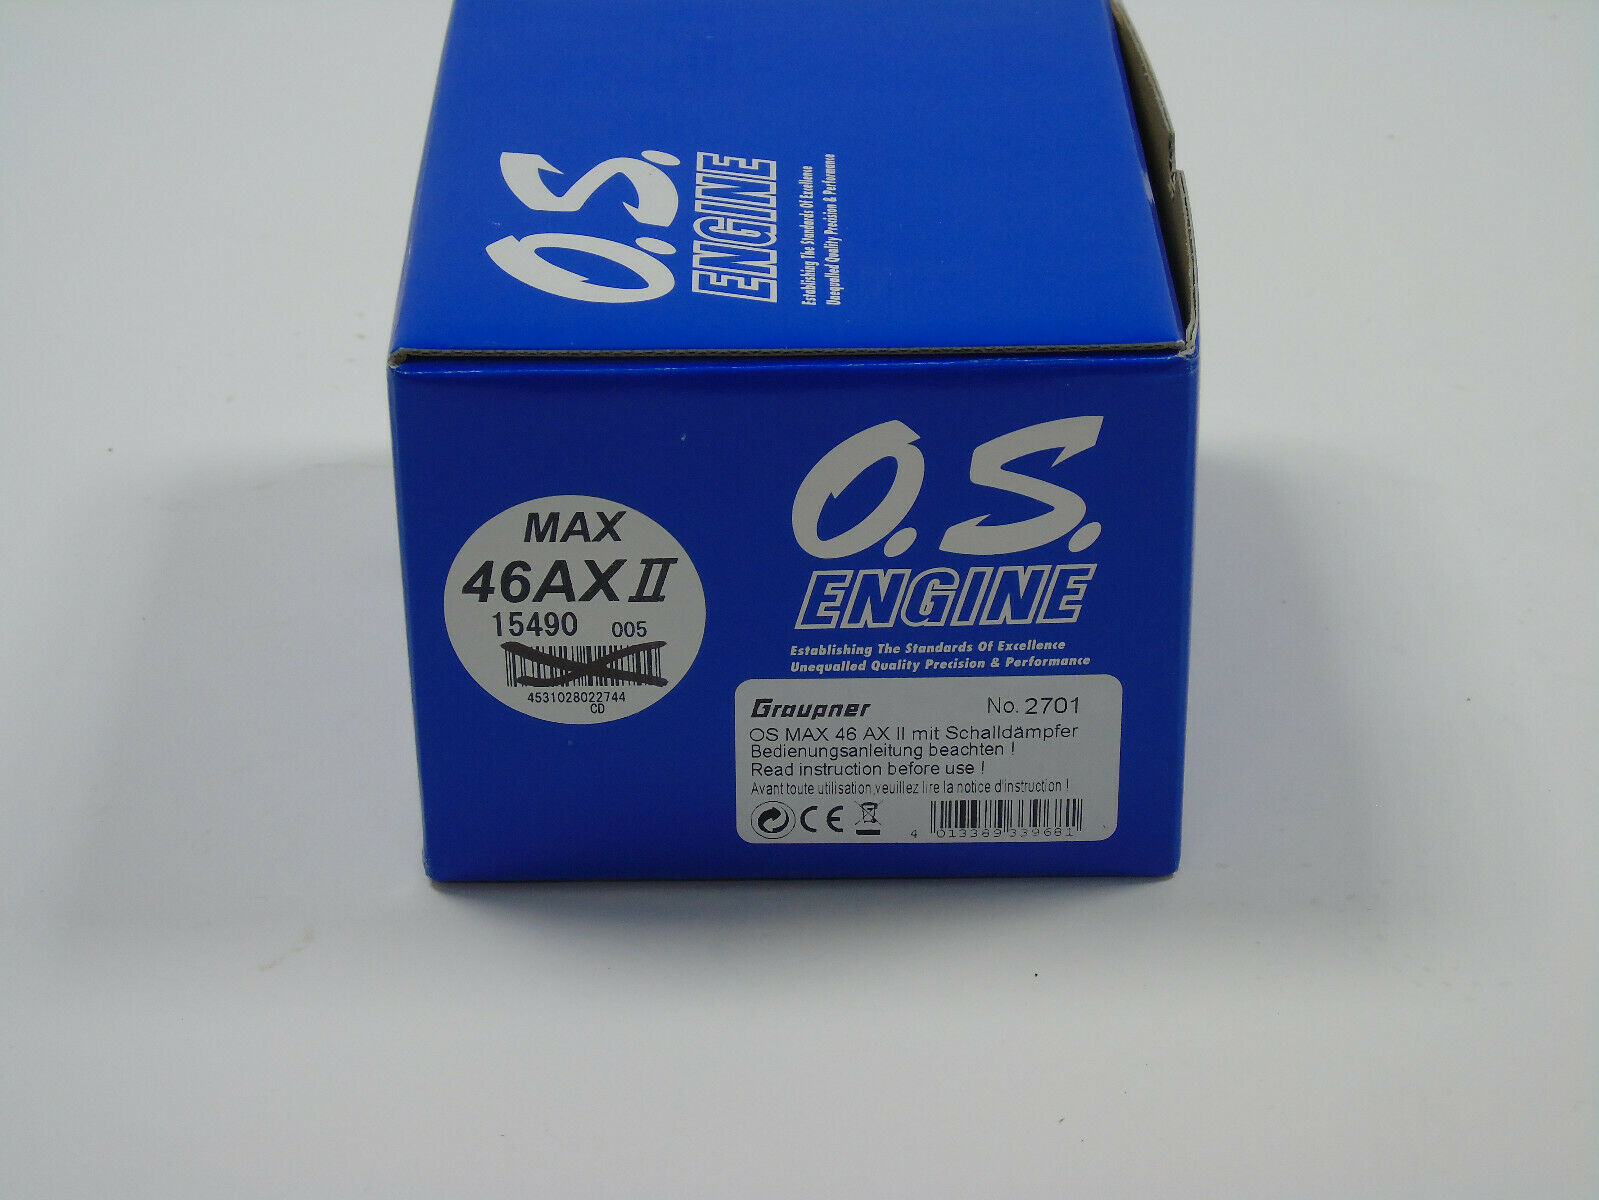 O.S.
ENGINE
Establishing The Standards Of Excellence
Unequalled Quality Precision & Performance
O.S.
ENGINE
Establishing The Standards Of Excellence
Unequalled Quality Precision & Performance
MAX
46AX II
15490 005
4531028022744
CD
Graupner No. 2701
OS MAX 46 AX II mit Schalldämpfer
Bedienungsanleitung beachten !
Read instruction before use !
Avant toute utilisation,veuillez lire la notice d'instruction !
CE
4 013389 339681